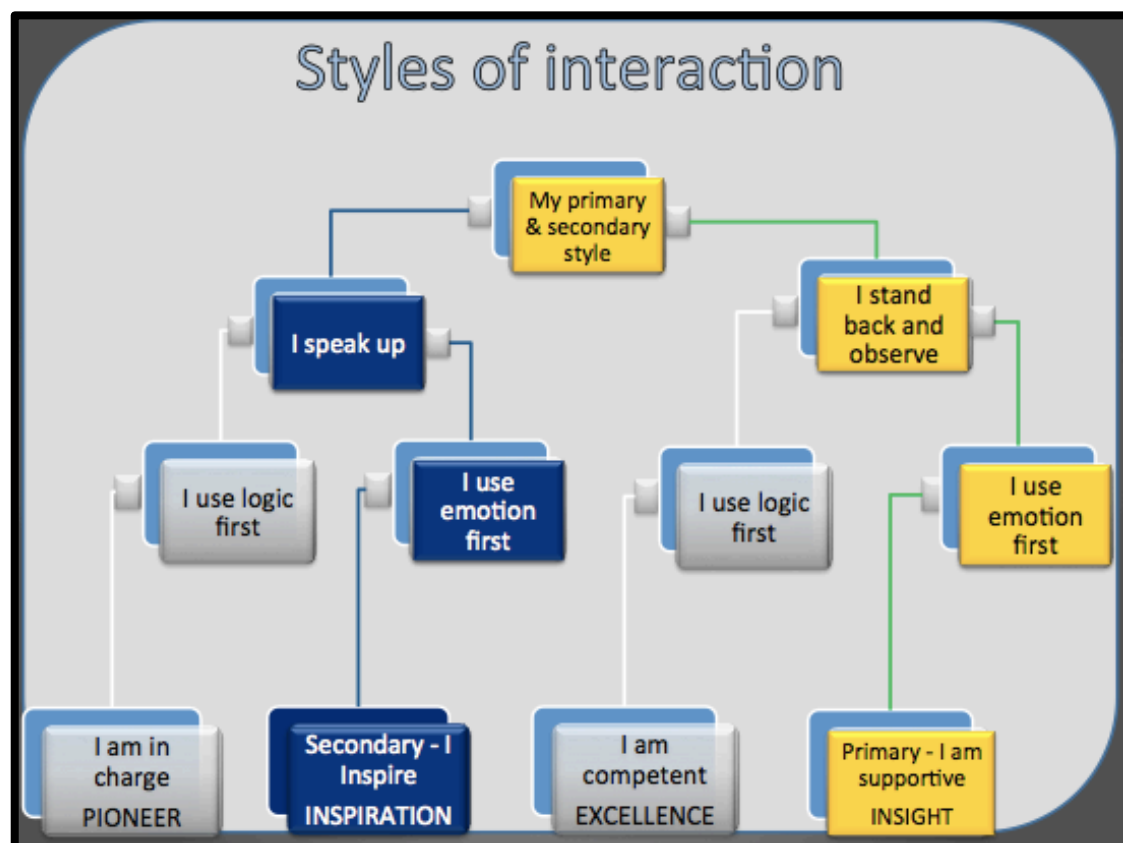 Styles of interaction
My primary
& secondary
style
I speak up
I stand
back and
observe
I use logic
first
I use
emotion
first
I use logic
first
I use
emotion
first
I am in
charge
PIONEER
Secondary - I
Inspire
INSPIRATION
I am
competent
EXCELLENCE
Primary - I am
supportive
INSIGHT